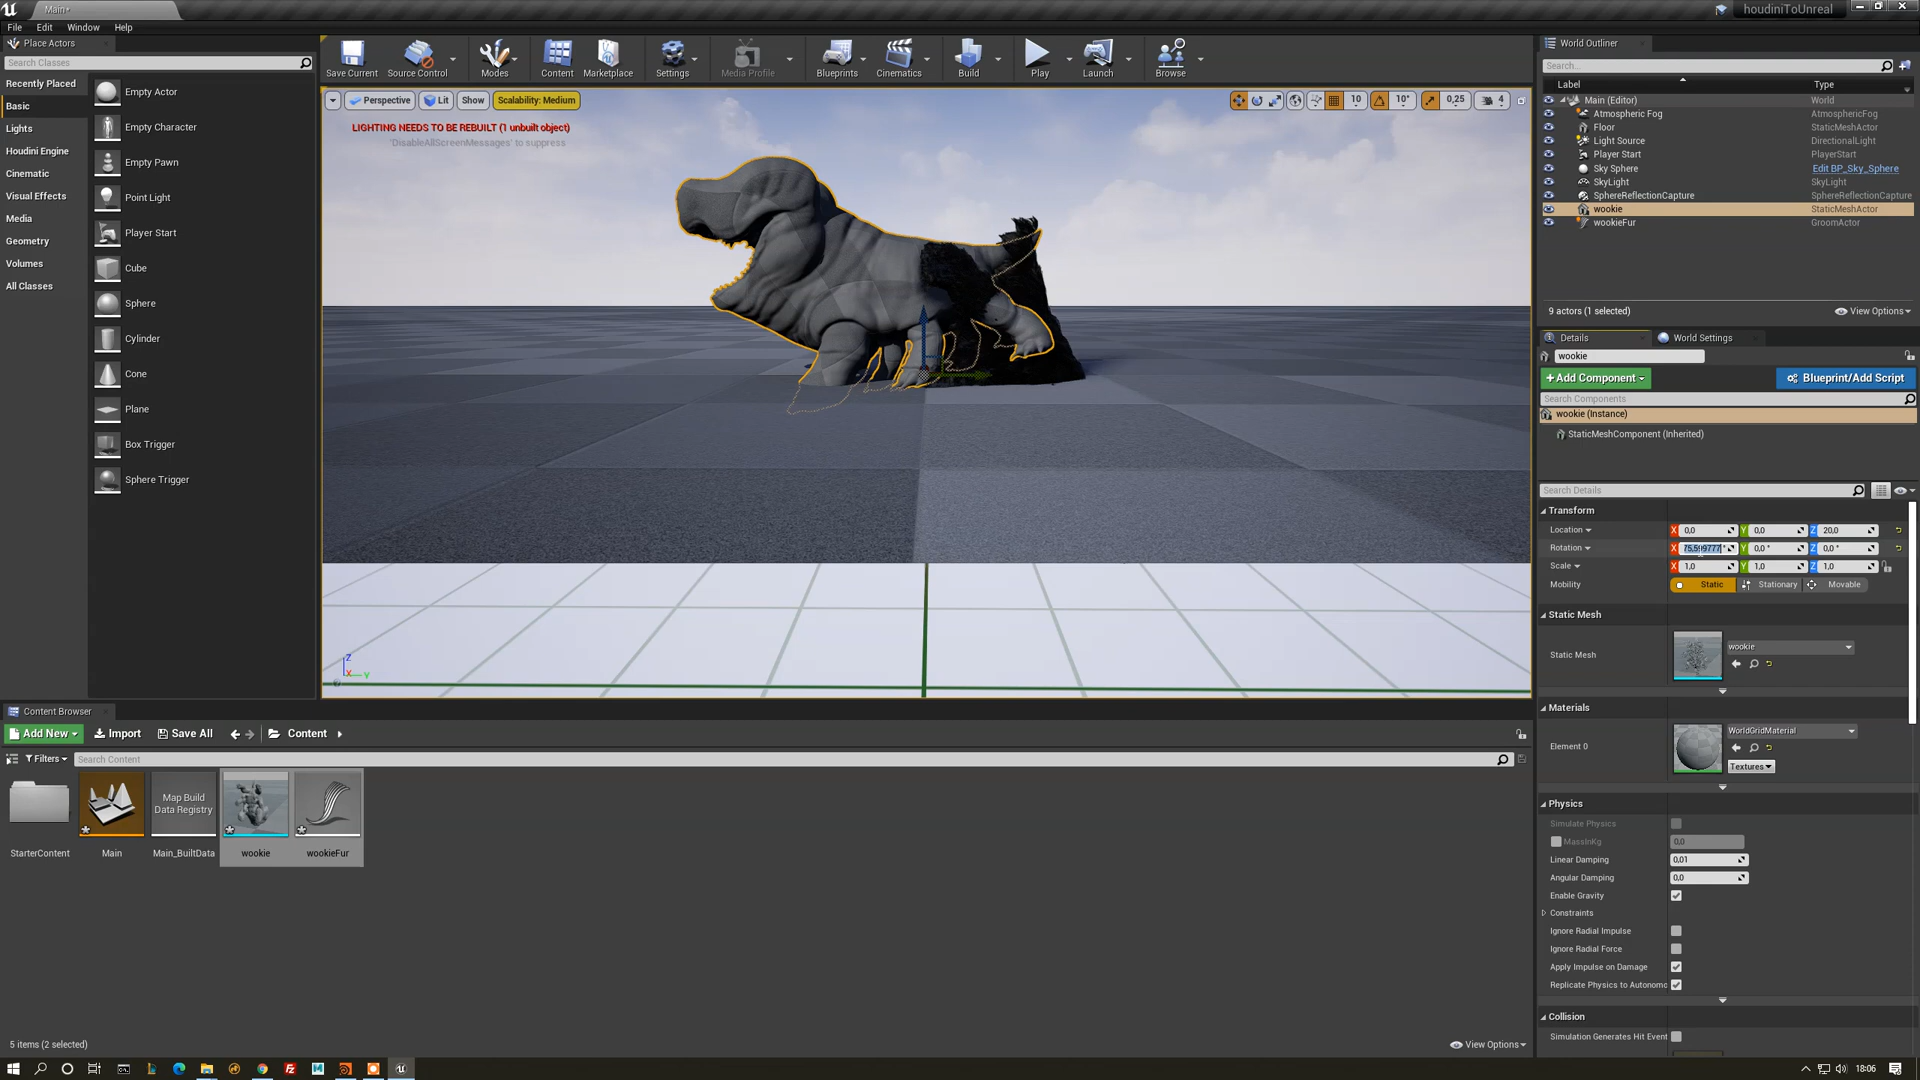 Main*
houdiniToUnreal
File Edit Window Help
Place Actors
Search Classes
Recently Placed
Basic
Lights
Houdini Engine
Cinematic
Visual Effects
Media
Geometry
Volumes
All Classes
Empty Actor
Empty Character
Empty Pawn
Point Light
Player Start
Cube
Sphere
Cylinder
Cone
Plane
Box Trigger
Sphere Trigger
Save Current Source Control Modes Content Marketplace Settings Media Profile Blueprints Cinematics Build Play Launch Browse
Perspective Lit Show Scalability: Medium 10 10° 0,25 4
LIGHTING NEEDS TO BE REBUILT (1 unbuilt object)
'DisableAllScreenMessages' to suppress
Z
X Y
World Outliner
Search...
Label Type
Main (Editor) World
Atmospheric Fog AtmosphericFog
Floor StaticMeshActor
Light Source DirectionalLight
Player Start PlayerStart
Sky Sphere Edit BP_Sky_Sphere
SkyLight SkyLight
SphereReflectionCapture SphereReflectionCapture
wookie StaticMeshActor
wookieFur GroomActor
9 actors (1 selected) View Options
Details World Settings
wookie
+Add Component Blueprint/Add Script
Search Components
wookie (Instance)
StaticMeshComponent (Inherited)
Search Details
Transform
Location X 0,0 Y 0,0 Z 20,0
Rotation X Y 0,0 ° Z 0,0 °
Scale X 1,0 Y 1,0 Z 1,0
Mobility Static Stationary Movable
Static Mesh
Static Mesh wookie
Materials
Element 0 WorldGridMaterial
Textures
Physics
Simulate Physics
MassInKg 0,0
Linear Damping 0,01
Angular Damping 0,0
Enable Gravity
Constraints
Ignore Radial Impulse
Ignore Radial Force
Apply Impulse on Damage
Replicate Physics to Autonomo
Collision
Simulation Generates Hit Event
Content Browser
Add New Import Save All Content
Filters Search Content
Map Build
Data Registry
StarterContent Main Main_BuiltData wookie wookieFur
5 items (2 selected) View Options
18:06